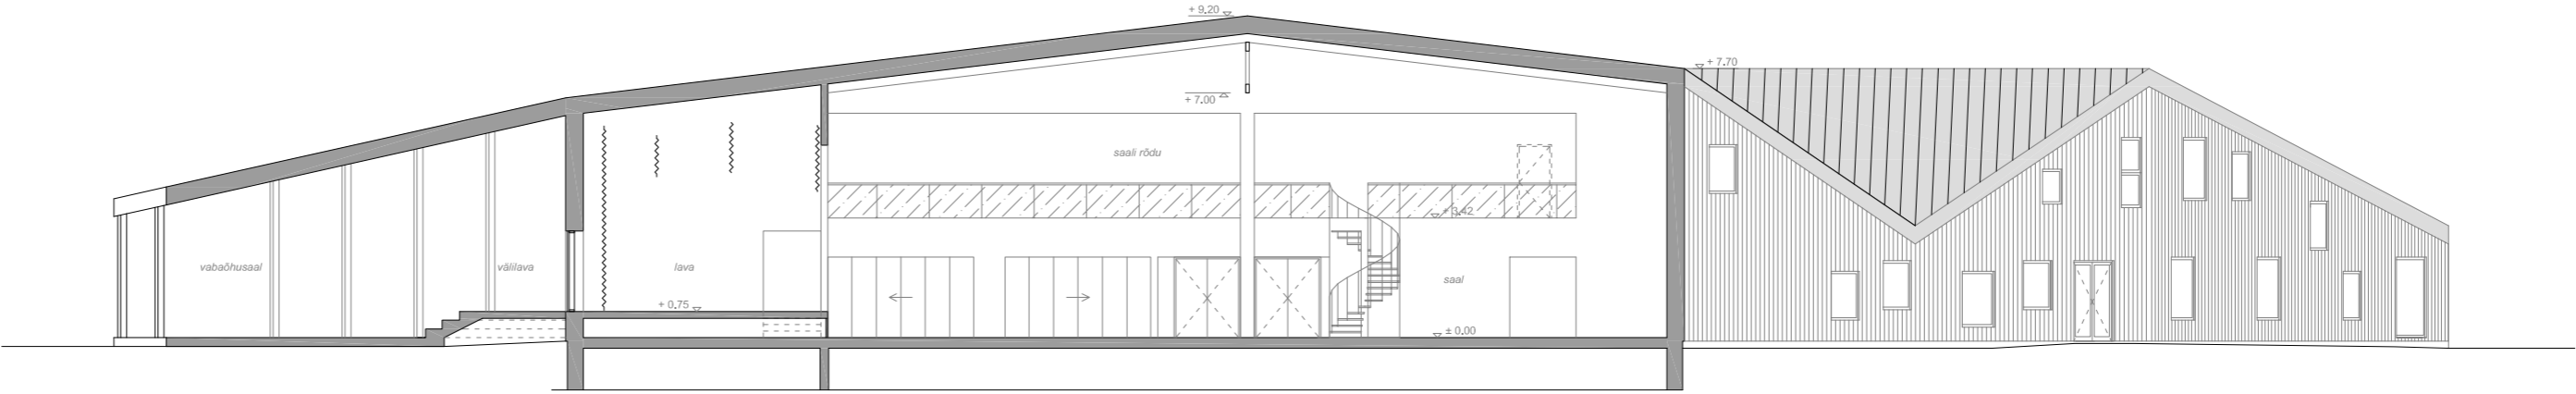 + 9.20
+ 7.70
+ 7.00
saali rõdu
+ 3.42
vabaõhusaal
välilava
lava
saal
+ 0.75
± 0.00